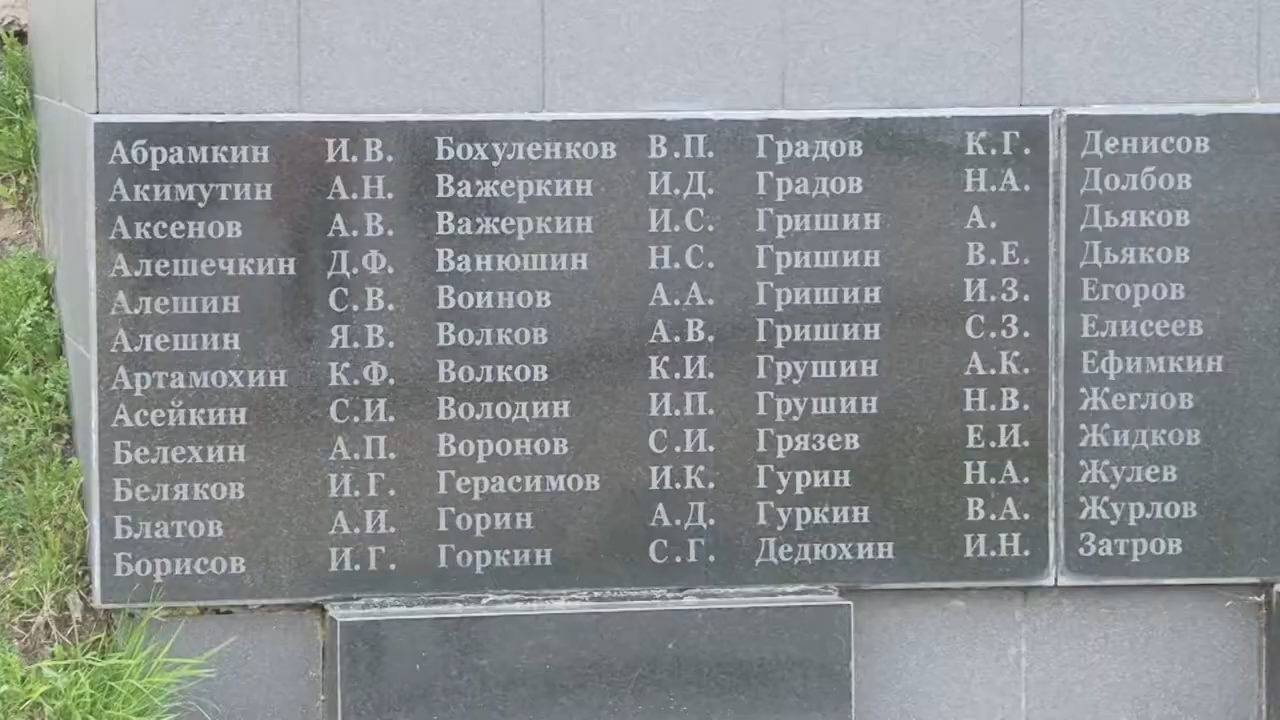 Абрамкин И.В.
Акимутин А.Н.
Аксенов А.В.
Алешечкин Д.Ф.
Алешин С.В.
Алешин Я.В.
Артамохин К.Ф.
Асейкин С.И.
Белехин А.П.
Беляков И.Г.
Блатов А.И.
Борисов И.Г.
Бохуленков В.П.
Важеркин И.Д.
Важеркин И.С.
Ванюшин Н.С.
Воинов А.А.
Волков А.В.
Волков К.И.
Володин И.П.
Воронов С.И.
Герасимов И.К.
Горин А.Д.
Горкин С.Г.
Градов К.Г.
Градов Н.А.
Гришин А.
Гришин В.Е.
Гришин И.З.
Гришин С.З.
Грушин А.К.
Грушин Н.В.
Грязев Е.И.
Гурин Н.А.
Гуркин В.А.
Дедюхин И.Н.
Денисов
Долбов
Дьяков
Дьяков
Егоров
Елисеев
Ефимкин
Жеглов
Жидков
Жулев
Журлов
Затров